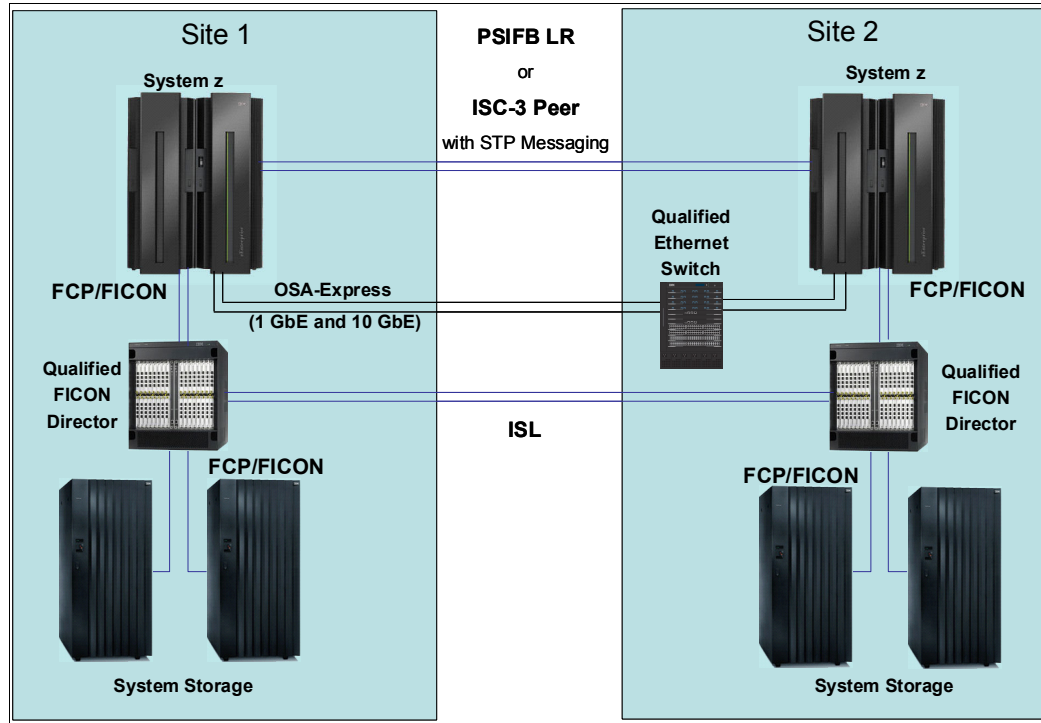 Site 1
System z
PSIFB LR
or
ISC-3 Peer
with STP Messaging
Site 2
System z
Qualified
Ethernet
Switch
FCP/FICON
OSA-Express
(1 GbE and 10 GbE)
FCP/FICON
Qualified
FICON
Director
ISL
Qualified
FICON
Director
FCP/FICON
FCP/FICON
System Storage
System Storage